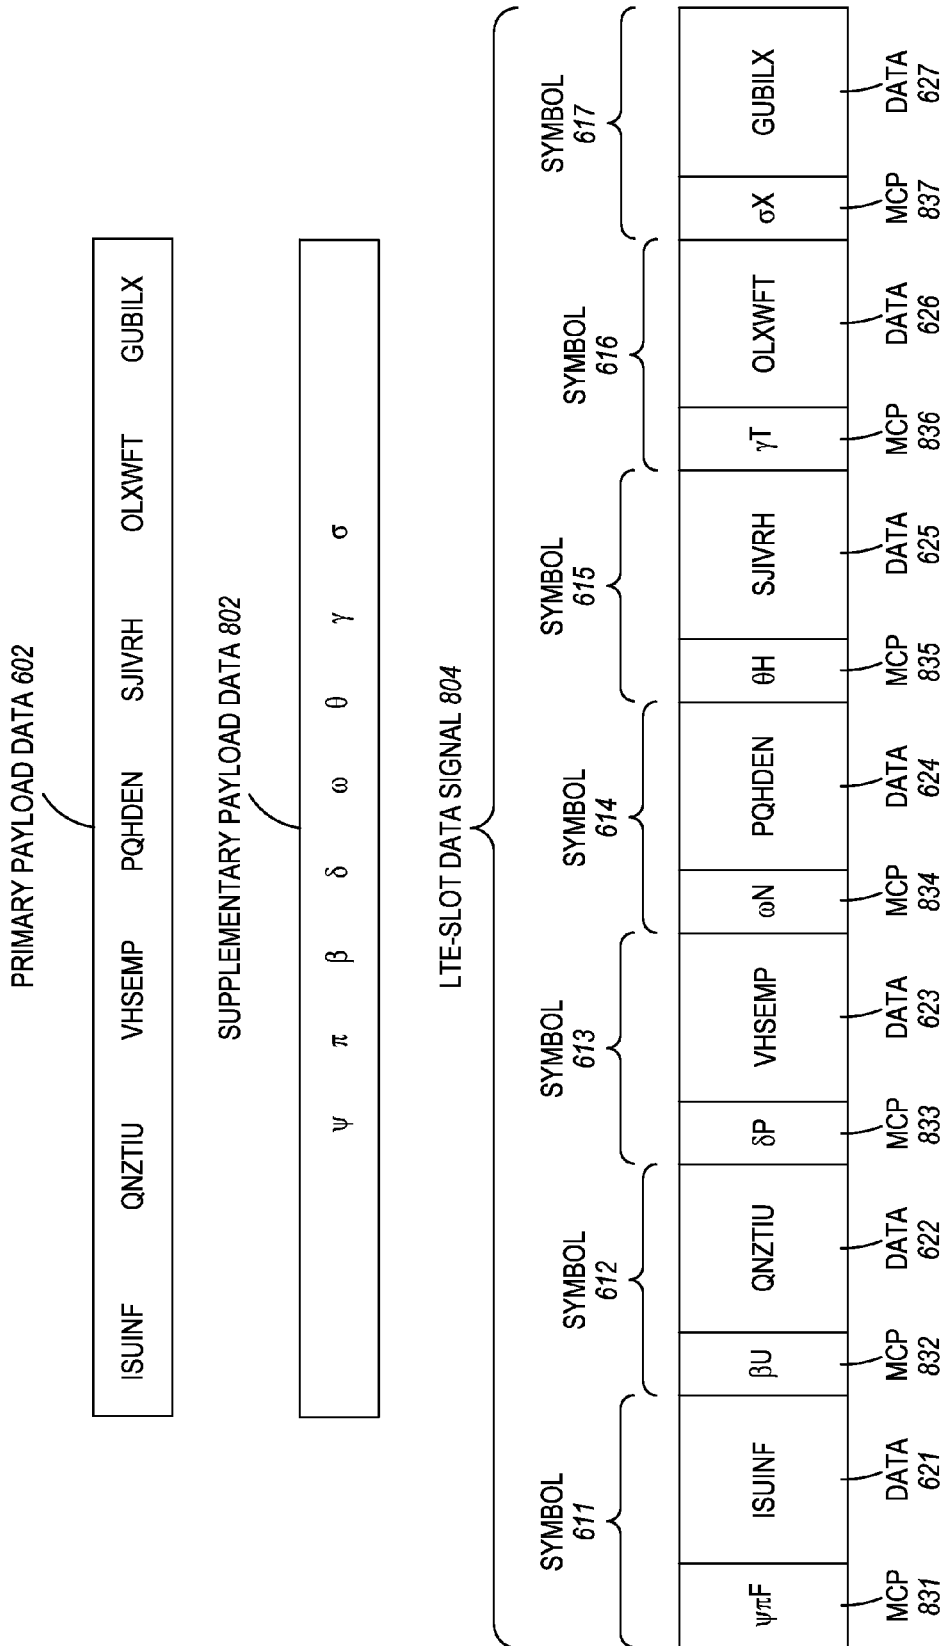 PRIMARY PAYLOAD DATA 602
ISUINF QNZTIU VHSEMP PQHDEN SJIVRH OLXWFT GUBILX
SUPPLEMENTARY PAYLOAD DATA 802
ψ π β δ ω θ γ σ
LTE-SLOT DATA SIGNAL 804
SYMBOL SYMBOL SYMBOL SYMBOL SYMBOL SYMBOL SYMBOL
611 612 613 614 615 616 617
ψπF ISUINF βU QNZTIU δP VHSEMP ωN PQHDEN θH SJIVRH γT OLXWFT σX GUBILX
MCP DATA MCP DATA MCP DATA MCP DATA MCP DATA MCP DATA MCP DATA
831 621 832 622 833 623 834 624 835 625 836 626 837 627